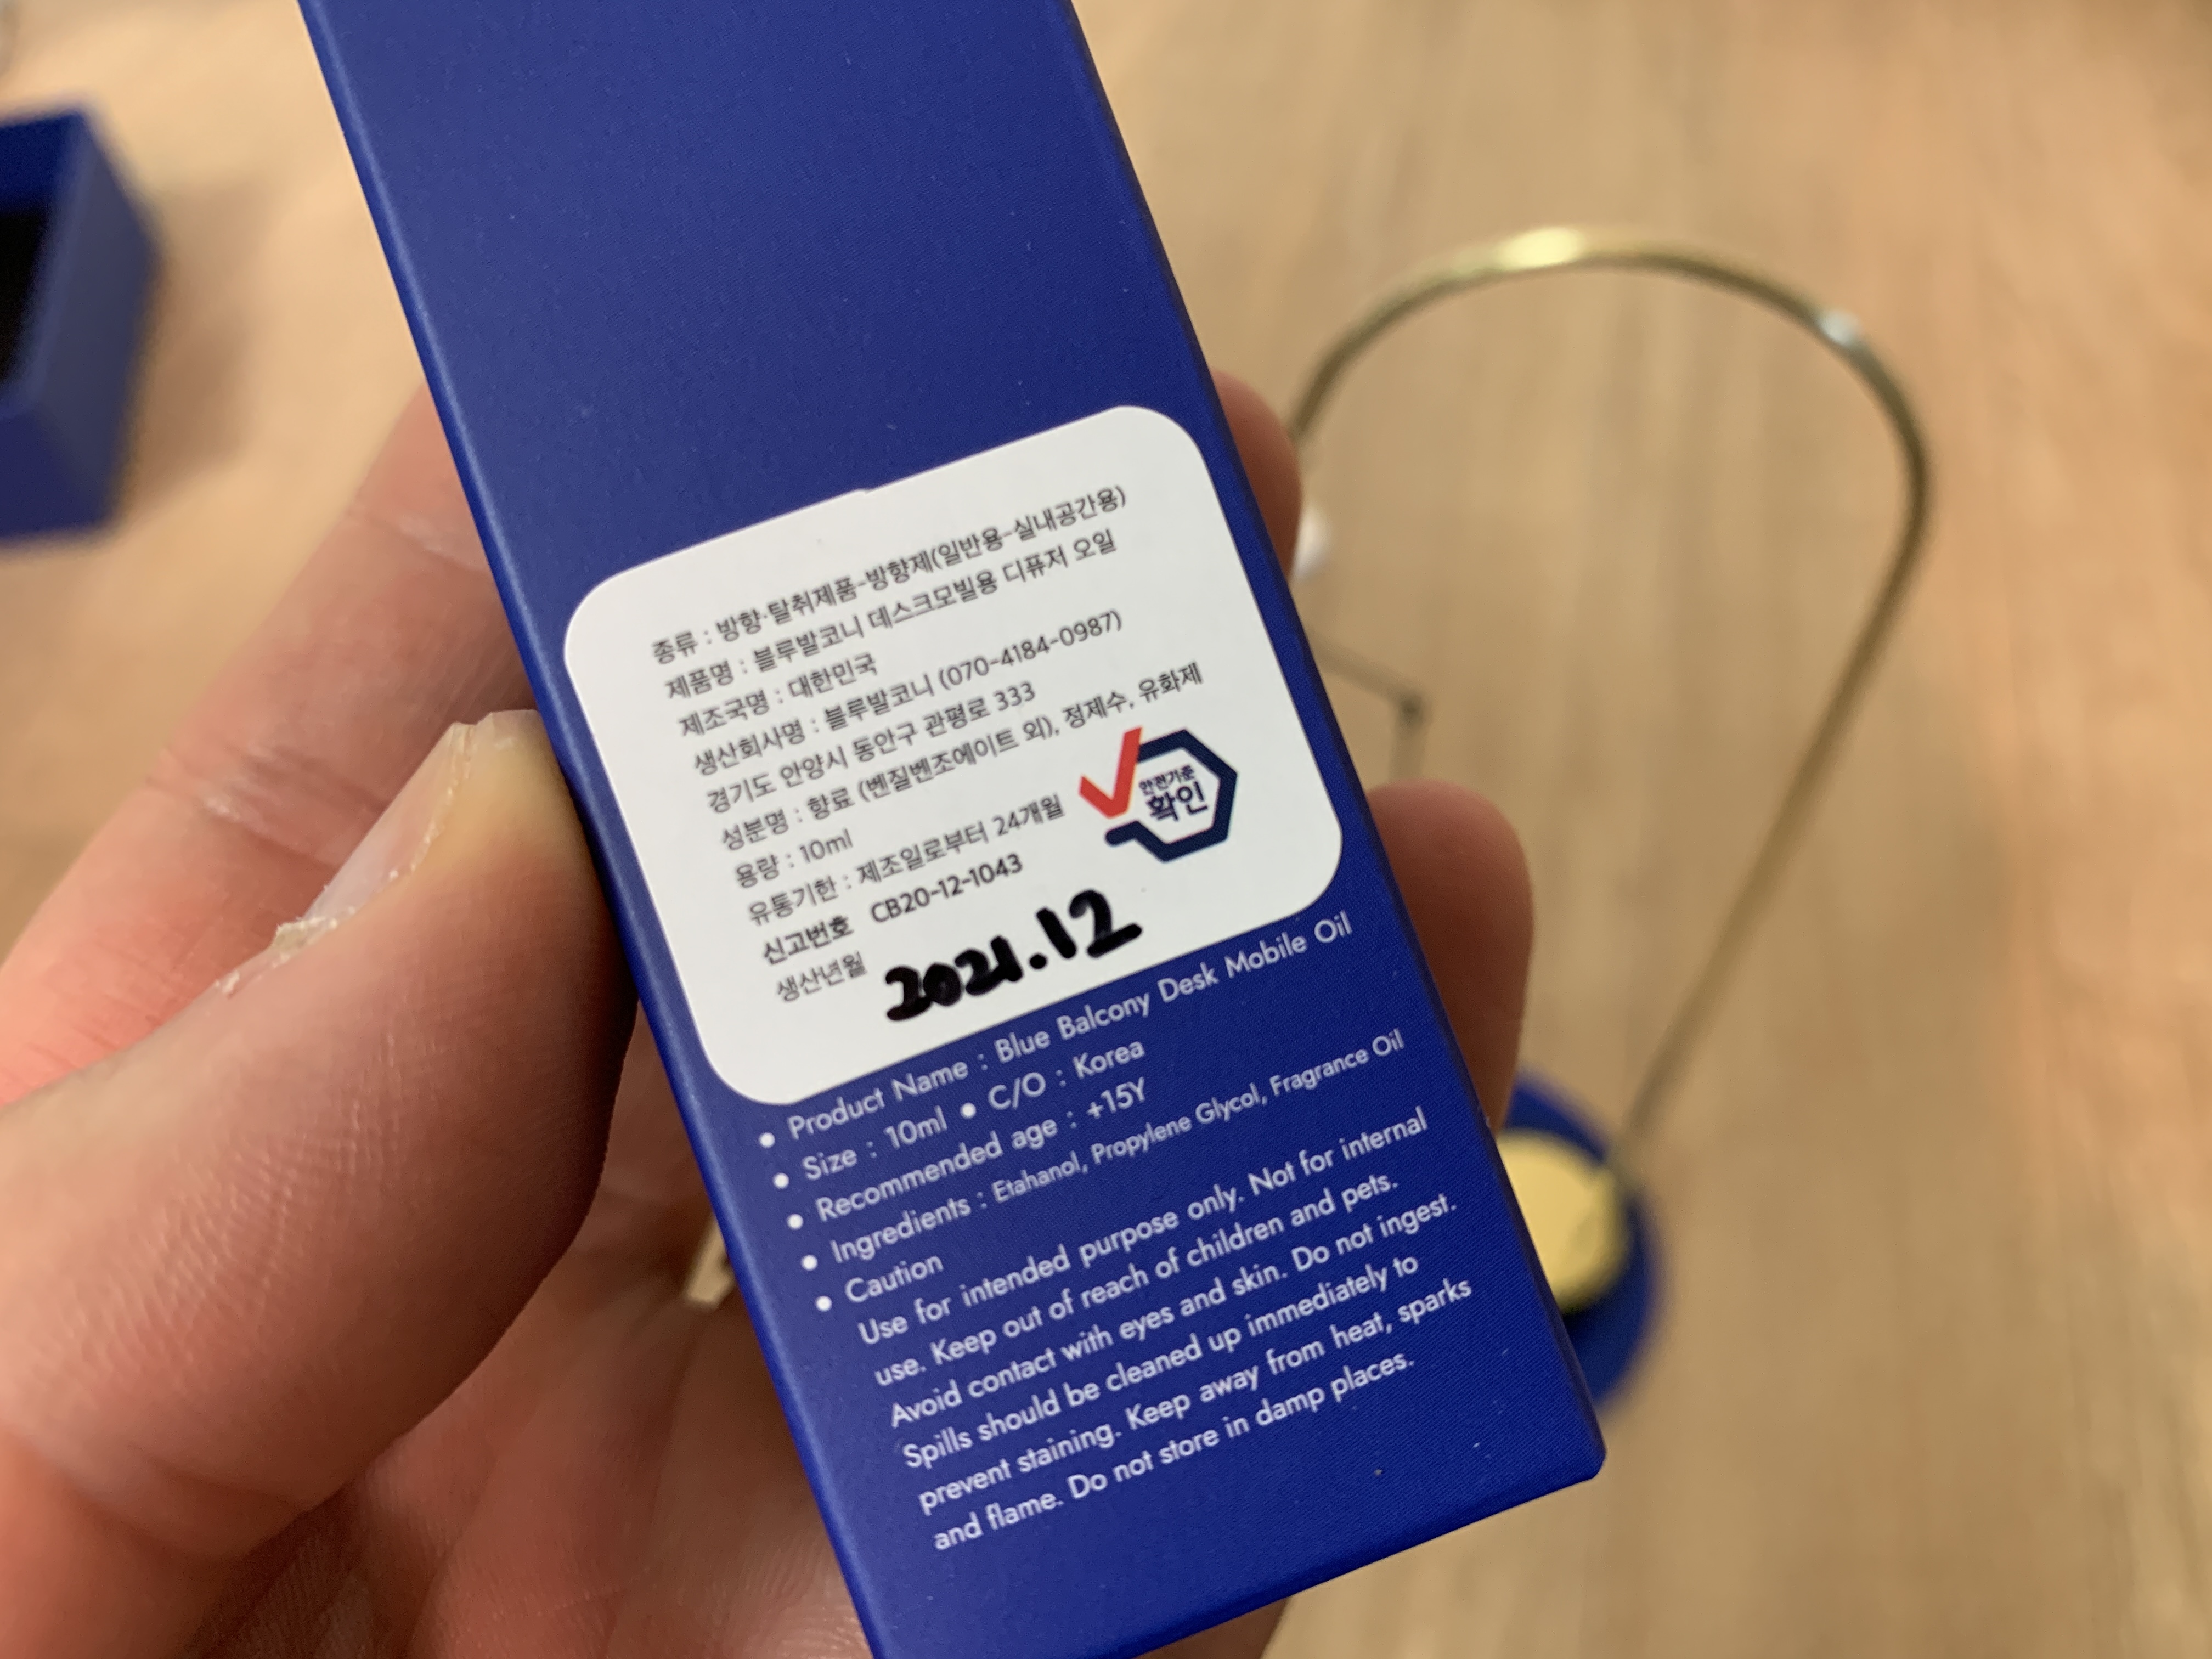 종류 : 방향·탈취제품-방향제(일반용-실내공간용)
제품명 : 블루발코니 데스크모빌용 디퓨저 오일
제조국명 : 대한민국
생산회사명 : 블루발코니 (070-4184-0987)
경기도 안양시 동안구 관평로 333
성분명 : 향료 (벤질벤조에이트 외), 정제수, 유화제
용량 : 10ml
유통기한 : 제조일로부터 24개월
안전기준
확인
신고번호 CB20-12-1043
생산년월 2021.12
• Product Name : Blue Balcony Desk Mobile Oil
• Size : 10ml • C/O : Korea
• Recommended age : +15Y
• Ingredients : Etahanol, Propylene Glycol, Fragrance Oil
• Caution
Use for intended purpose only. Not for internal
use. Keep out of reach of children and pets.
Avoid contact with eyes and skin. Do not ingest.
Spills should be cleaned up immediately to
prevent staining. Keep away from heat, sparks
and flame. Do not store in damp places.